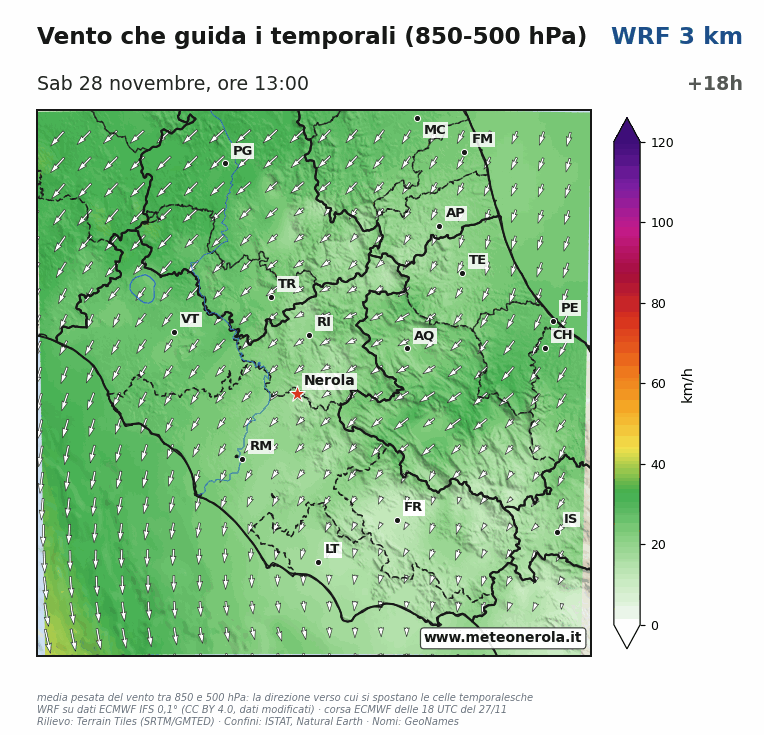 Vento che guida i temporali (850-500 hPa) WRF 3 km
Sab 28 novembre, ore 13:00 +18h
MC
FM
PG
AP
TE
TR
PE
VT
RI
CH
AQ
Nerola
RM
FR
IS
LT
www.meteonerola.it
120
100
80
60
40
20
0
km/h
media pesata del vento tra 850 e 500 hPa: la direzione verso cui si spostano le celle temporalesche
WRF su dati ECMWF IFS 0,1° (CC BY 4.0, dati modificati) · corsa ECMWF delle 18 UTC del 27/11
Rilievo: Terrain Tiles (SRTM/GMTED) · Confini: ISTAT, Natural Earth · Nomi: GeoNames